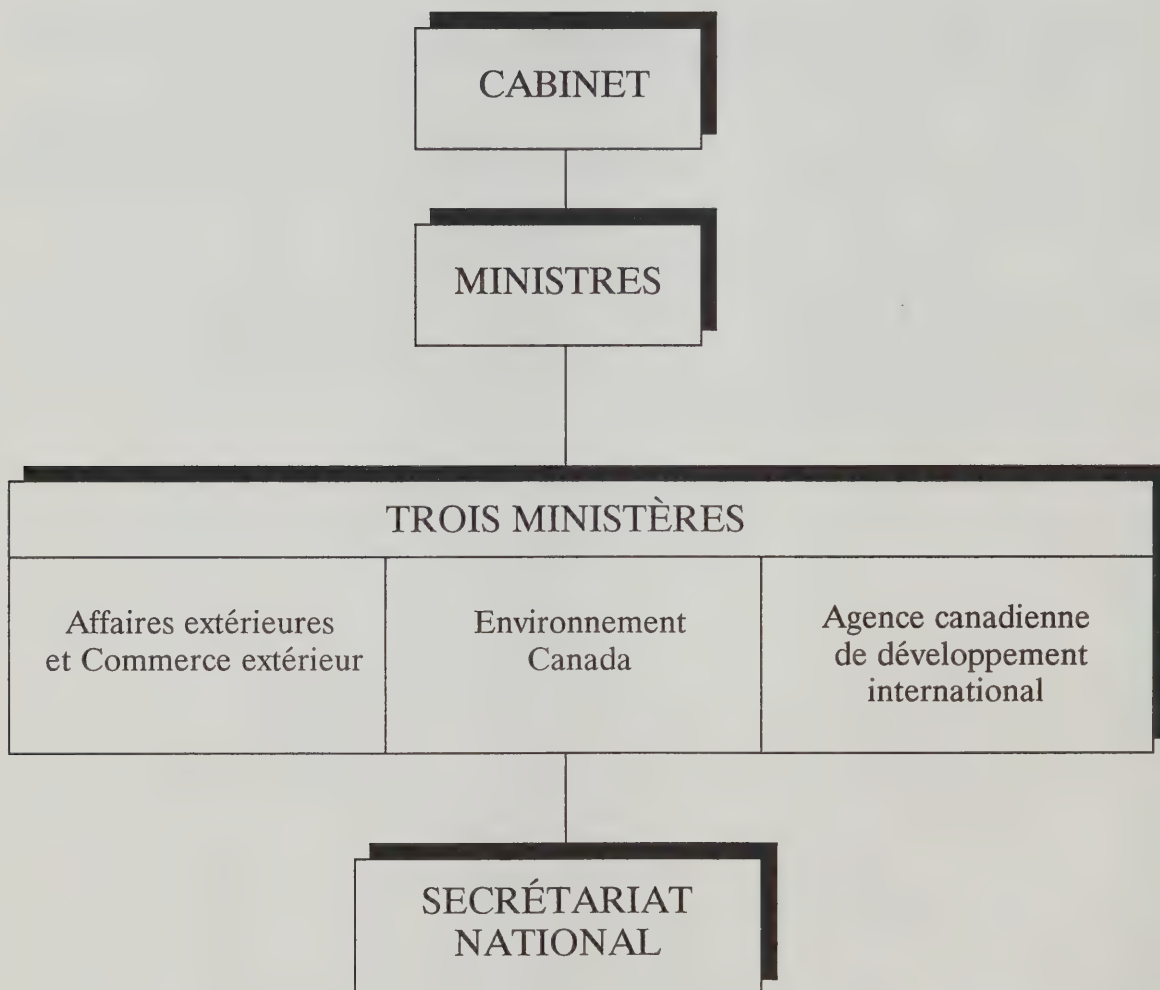 CABINET
MINISTRES
TROIS MINISTÈRES
Affaires extérieures
et Commerce extérieur
Environnement
Canada
Agence canadienne
de développement
international
SECRÉTARIAT
NATIONAL